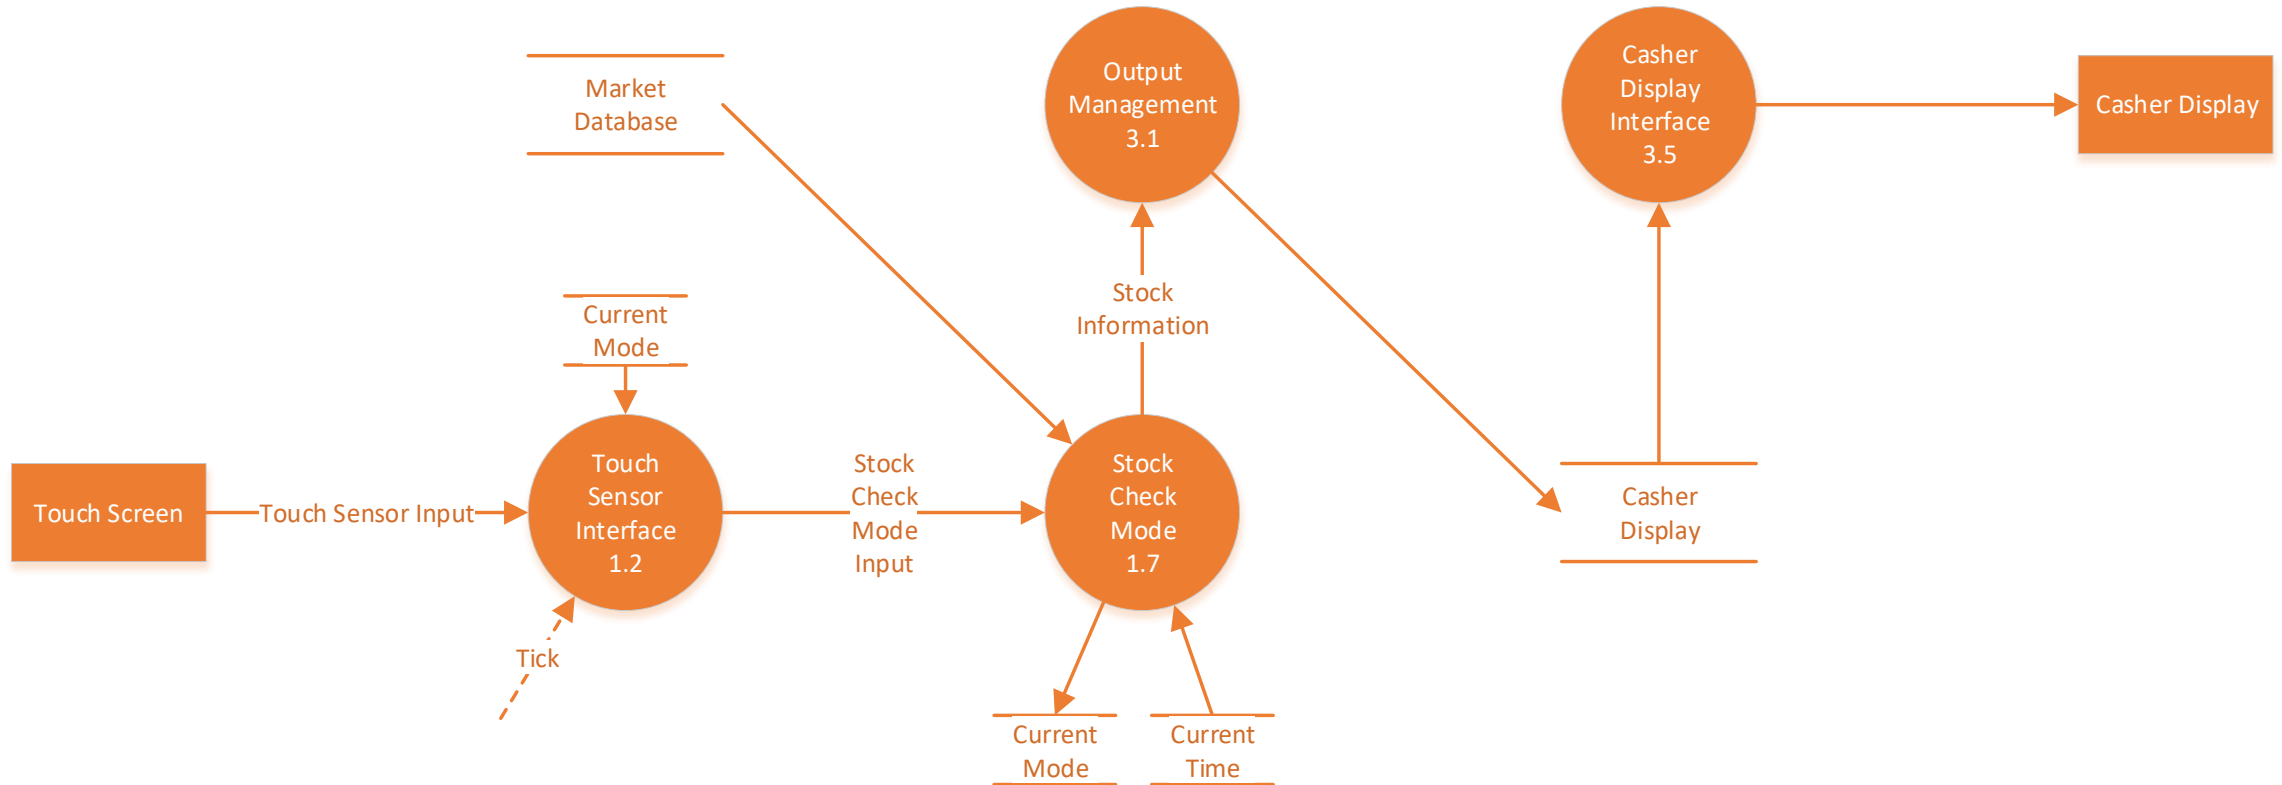 Market
Database
Output
Management
3.1
Casher
Display
Interface
3.5
Casher Display
Current
Mode
Stock
Information
Touch Screen
Touch Sensor Input
Touch
Sensor
Interface
1.2
Stock
Check
Mode
Input
Stock
Check
Mode
1.7
Casher
Display
Tick
Current
Mode
Current
Time